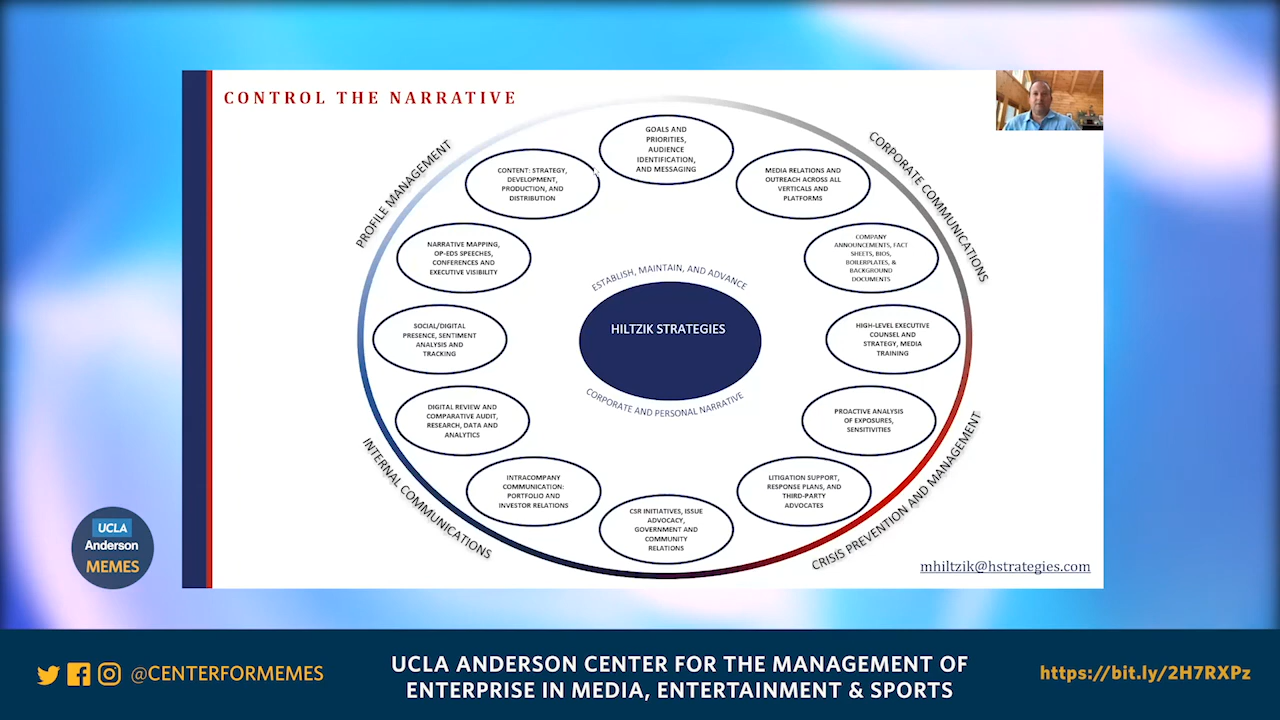 CONTROL THE NARRATIVE
PROFILE MANAGEMENT
CORPORATE COMMUNICATIONS
GOALS AND
PRIORITIES,
AUDIENCE
IDENTIFICATION,
AND MESSAGING
CONTENT: STRATEGY,
DEVELOPMENT,
PRODUCTION, AND
DISTRIBUTION
MEDIA RELATIONS AND
OUTREACH ACROSS ALL
VERTICALS AND
PLATFORMS
NARRATIVE MAPPING,
OP-EDS SPEECHES,
CONFERENCES AND
EXECUTIVE VISIBILITY
COMPANY
ANNOUNCEMENTS, FACT
SHEETS, BIOS,
BOILERPLATES, &
BACKGROUND
DOCUMENTS
ESTABLISH, MAINTAIN, AND ADVANCE
HILTZIK STRATEGIES
CORPORATE AND PERSONAL NARRATIVE
SOCIAL/DIGITAL
PRESENCE, SENTIMENT
ANALYSIS AND
TRACKING
HIGH-LEVEL EXECUTIVE
COUNSEL AND
STRATEGY, MEDIA
TRAINING
DIGITAL REVIEW AND
COMPARATIVE AUDIT,
RESEARCH, DATA AND
ANALYTICS
PROACTIVE ANALYSIS
OF EXPOSURES,
SENSITIVITIES
INTRACOMPANY
COMMUNICATION:
PORTFOLIO AND
INVESTOR RELATIONS
LITIGATION SUPPORT,
RESPONSE PLANS, AND
THIRD-PARTY
ADVOCATES
CSR INITIATIVES, ISSUE
ADVOCACY,
GOVERNMENT AND
COMMUNITY
RELATIONS
INTERNAL COMMUNICATIONS
CRISIS PREVENTION AND MANAGEMENT
mhiltzik@hstrategies.com
UCLA
Anderson
MEMES
@CENTERFORMEMES
UCLA ANDERSON CENTER FOR THE MANAGEMENT OF
ENTERPRISE IN MEDIA, ENTERTAINMENT & SPORTS
https://bit.ly/2H7RXPz